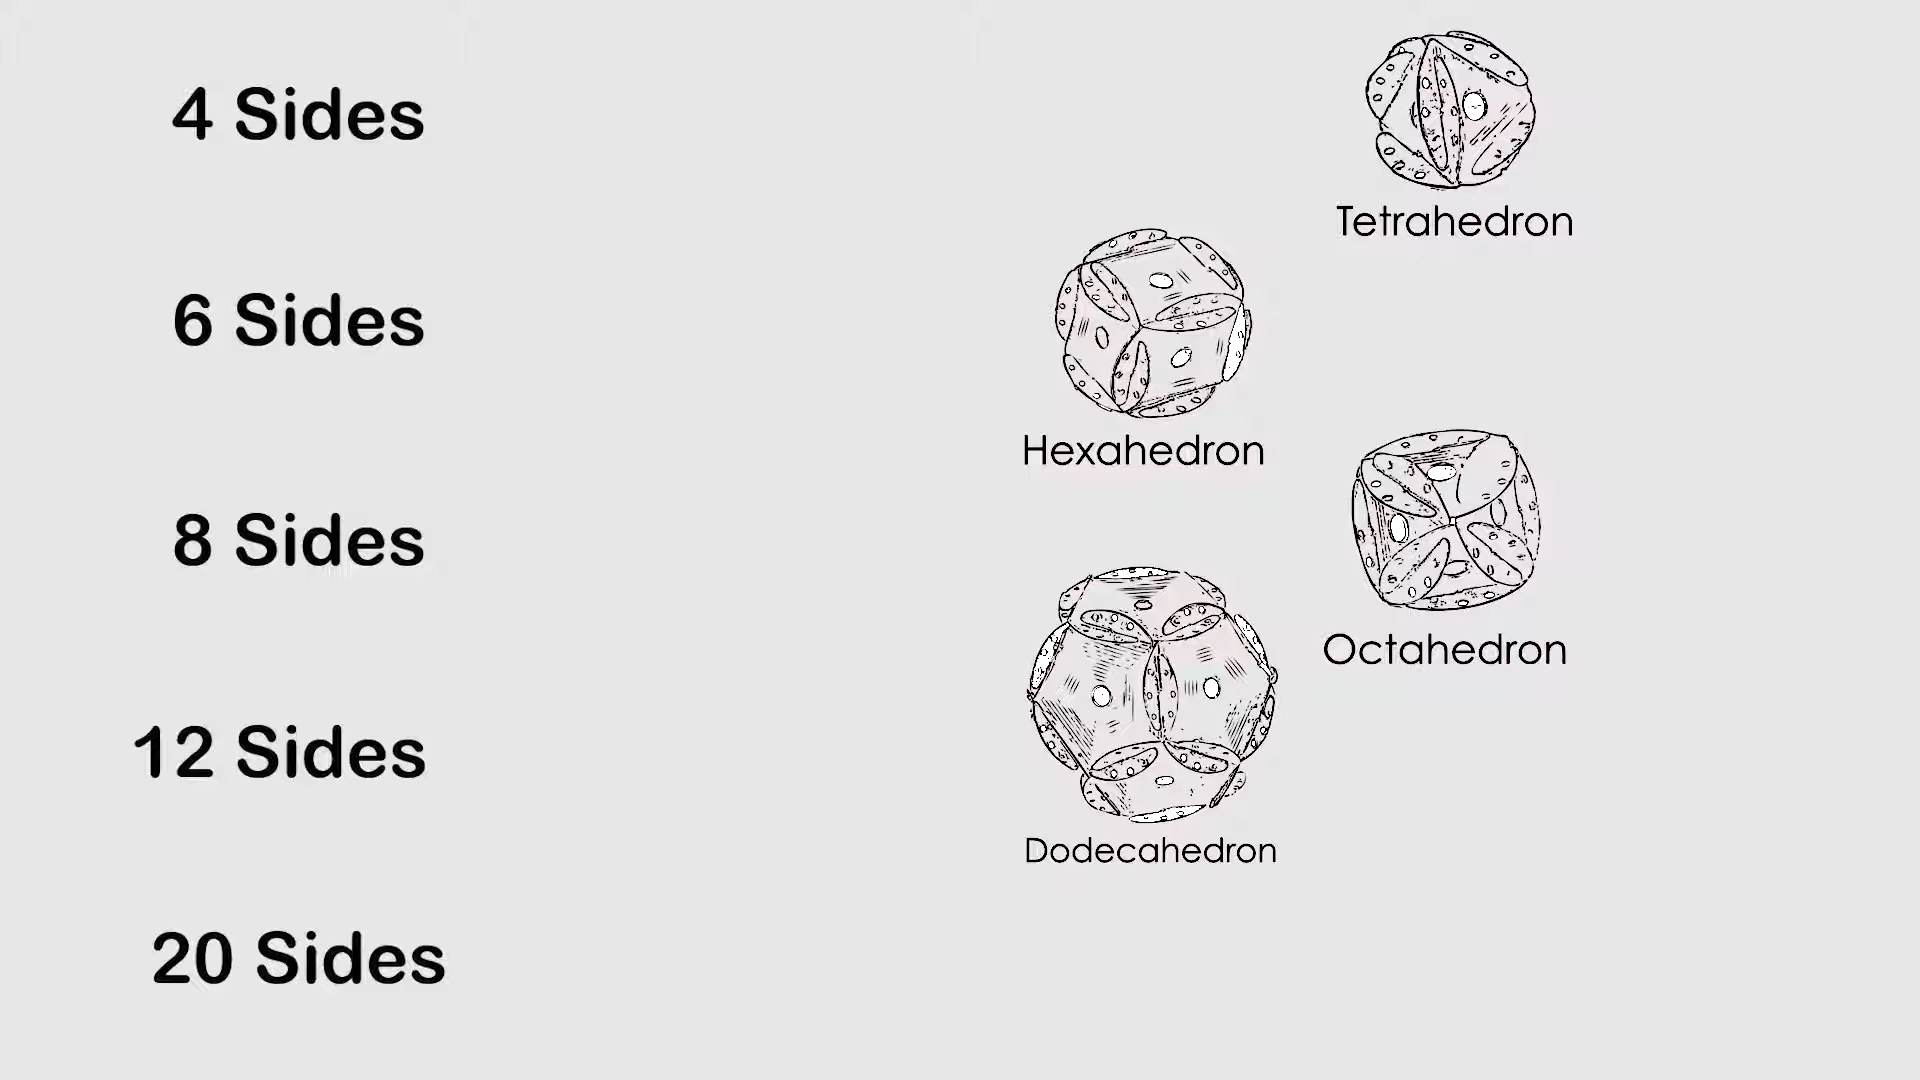 4 Sides
Tetrahedron
6 Sides
Hexahedron
8 Sides
Octahedron
12 Sides
Dodecahedron
20 Sides